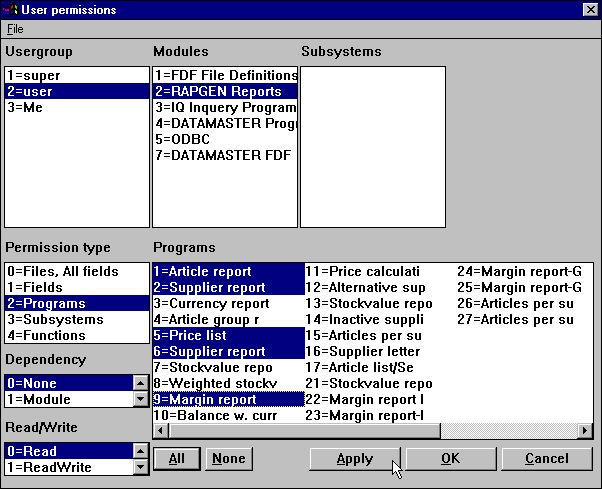 User permissions
File
Usergroup Modules Subsystems
1=super 1=FDF File Definitions
2=user 2=RAPGEN Reports
3=Me 3=IQ Inquery Program
4=DATAMASTER Progr
5=ODBC
7=DATAMASTER FDF
Permission type Programs
0=Files, All fields 1=Article report 11=Price calculati 24=Margin report-G
1=Fields 2=Supplier report 12=Alternative sup 25=Margin report-G
2=Programs 3=Currency report 13=Stockvalue repo 26=Articles per su
3=Subsystems 4=Article group r 14=Inactive suppli 27=Articles per su
4=Functions 5=Price list 15=Articles per su
6=Supplier report 16=Supplier letter
Dependency 7=Stockvalue repo 17=Article list/Se
0=None 8=Weighted stockv 21=Stockvalue repo
1=Module 9=Margin report 22=Margin report I
10=Balance w. curr 23=Margin report-I
Read/Write
0=Read
1=ReadWrite
All None Apply OK Cancel